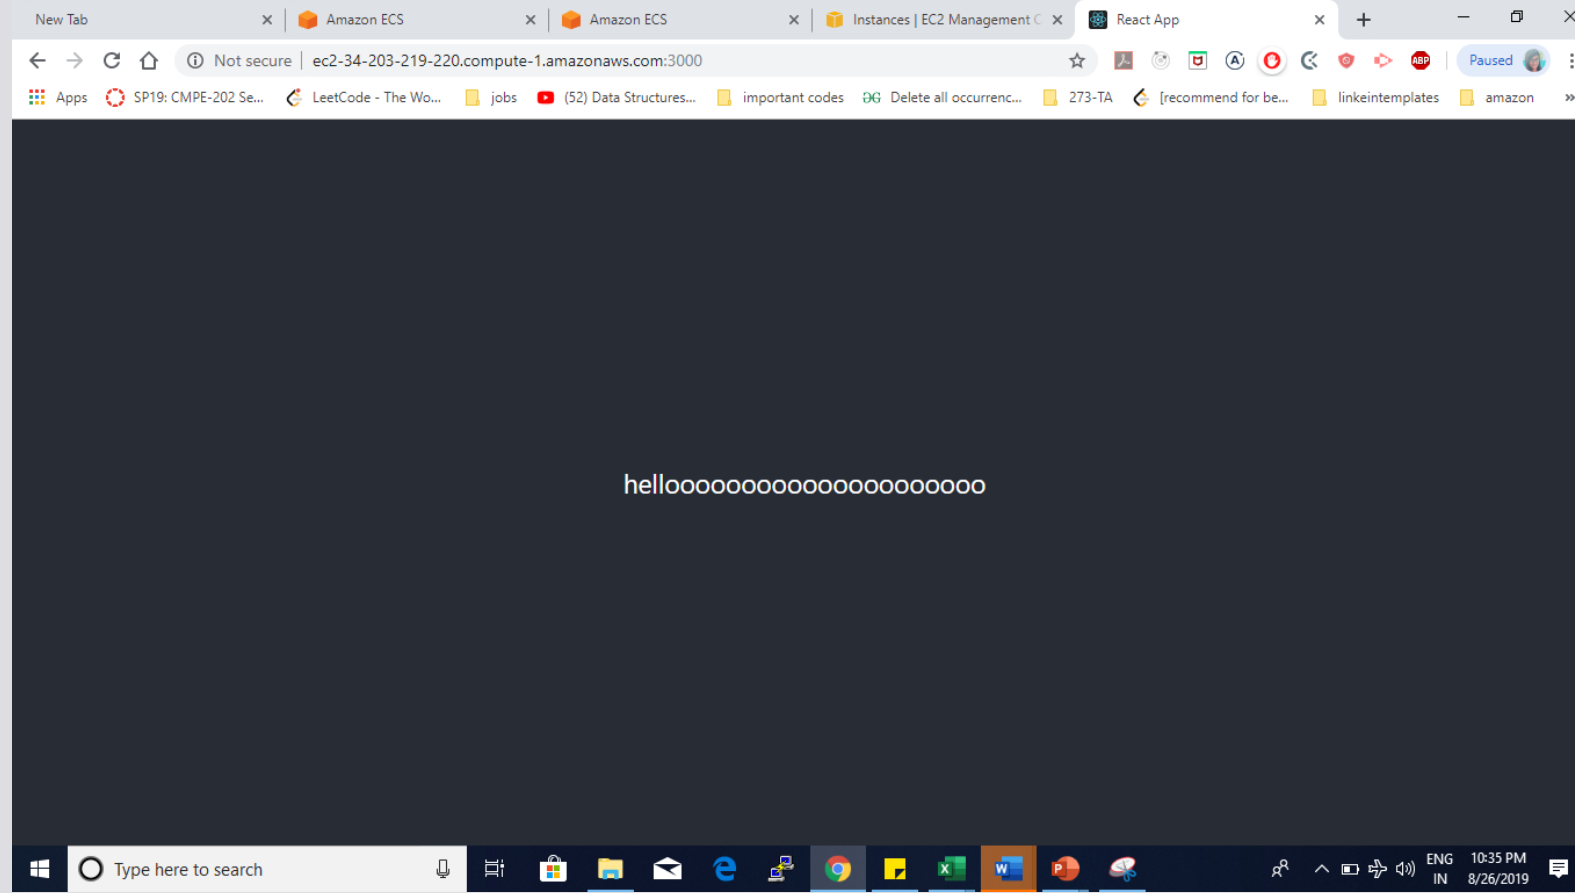 New Tab
Amazon ECS
Amazon ECS
Instances | EC2 Management C
React App
Not secure | ec2-34-203-219-220.compute-1.amazonaws.com:3000
ABP
Paused
Apps
SP19: CMPE-202 Se...
LeetCode - The Wo...
jobs
(52) Data Structures...
important codes
Delete all occurrenc...
273-TA
[recommend for be...
linkeintemplates
amazon
»
hellooooooooooooooooooooo
Type here to search
ENG
IN
10:35 PM
8/26/2019